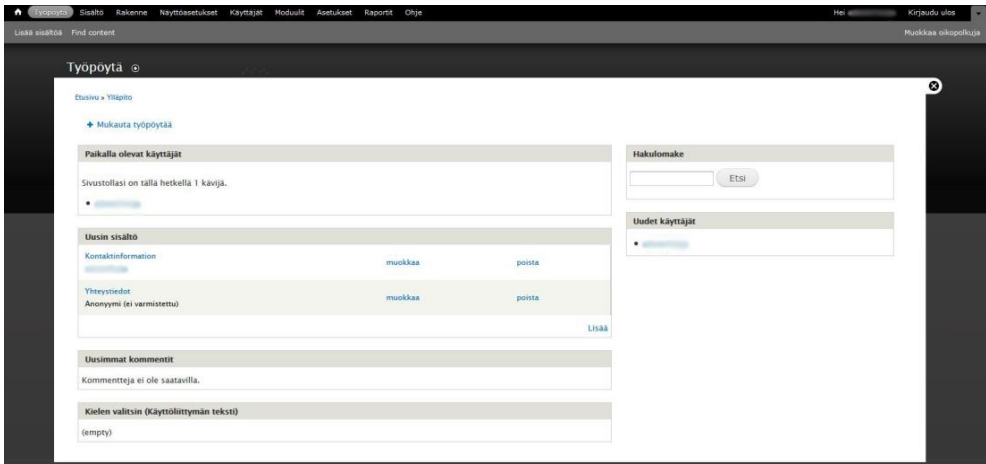 Työpöytä Sisältö Rakenne Näyttöasetukset Käyttäjät Moduulit Asetukset Raportit Ohje Hei Kirjaudu ulos
Lisää sisältöä Find content Muokkaa oikopolkuja
Työpöytä
Etusivu » Ylläpito
+ Mukauta työpöytää
Paikalla olevat käyttäjät
Sivustollasi on tällä hetkellä 1 kävijä.
Hakulomake
Etsi
Uudet käyttäjät
Uusin sisältö
Kontaktinformation muokkaa poista
Yhteystiedot muokkaa poista
Anonyymi (ei varmistettu)
Lisää
Uusimmat kommentit
Kommentteja ei ole saatavilla.
Kielen valitsin (Käyttöliittymän teksti)
(empty)